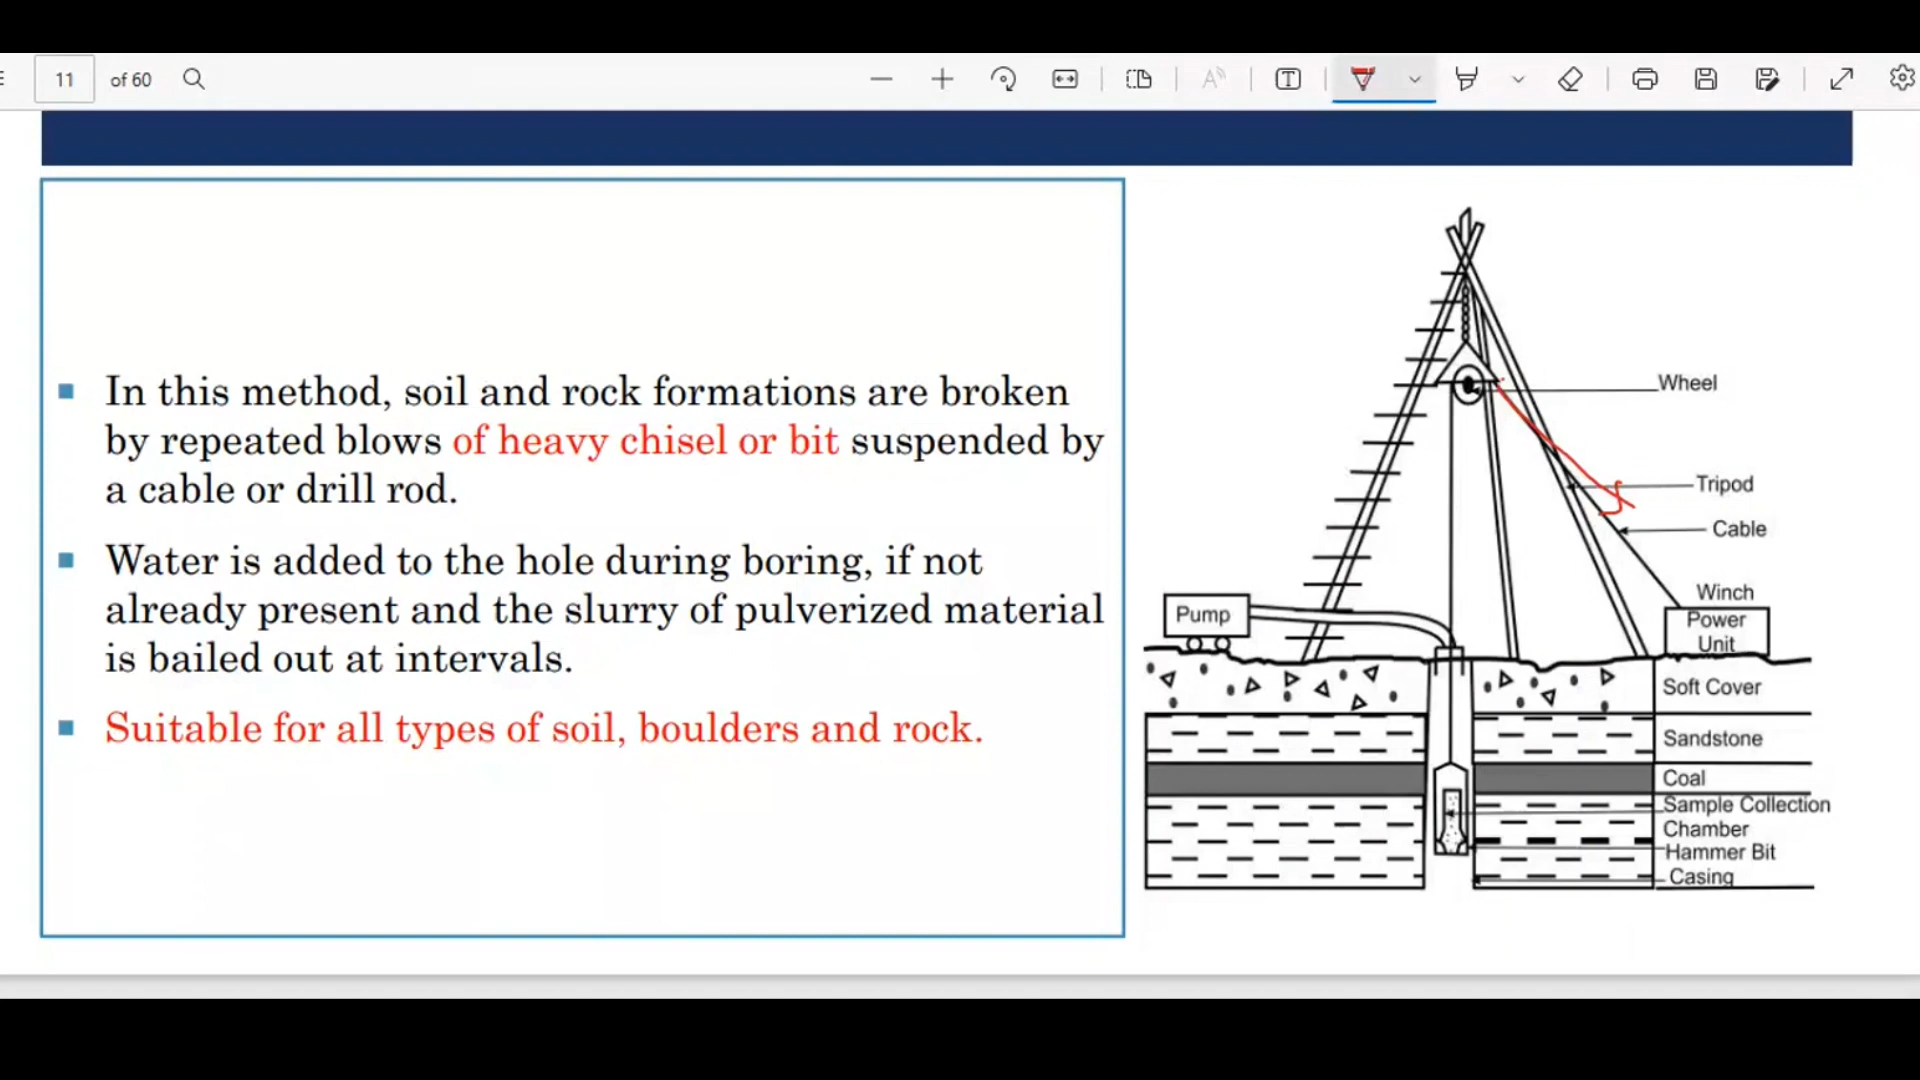 11 of 60
In this method, soil and rock formations are broken
by repeated blows of heavy chisel or bit suspended by
a cable or drill rod.
Water is added to the hole during boring, if not
already present and the slurry of pulverized material
is bailed out at intervals.
Suitable for all types of soil, boulders and rock.
Wheel
Tripod
Cable
Winch
Power
Unit
Pump
Soft Cover
Sandstone
Coal
Sample Collection
Chamber
Hammer Bit
Casing